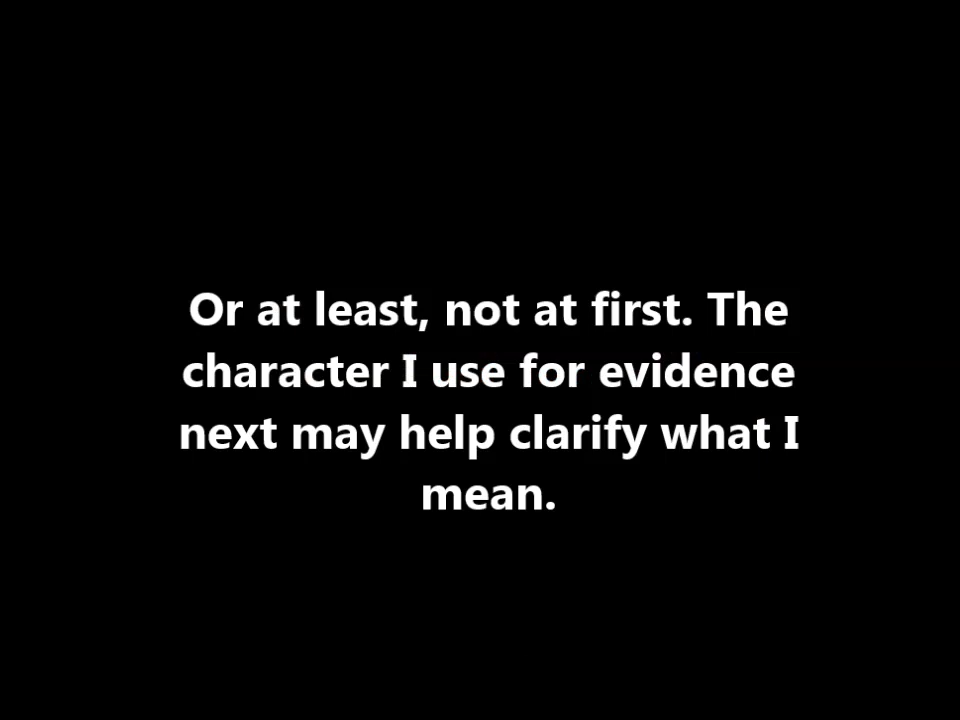 Or at least, not at first. The
character I use for evidence
next may help clarify what I
mean.